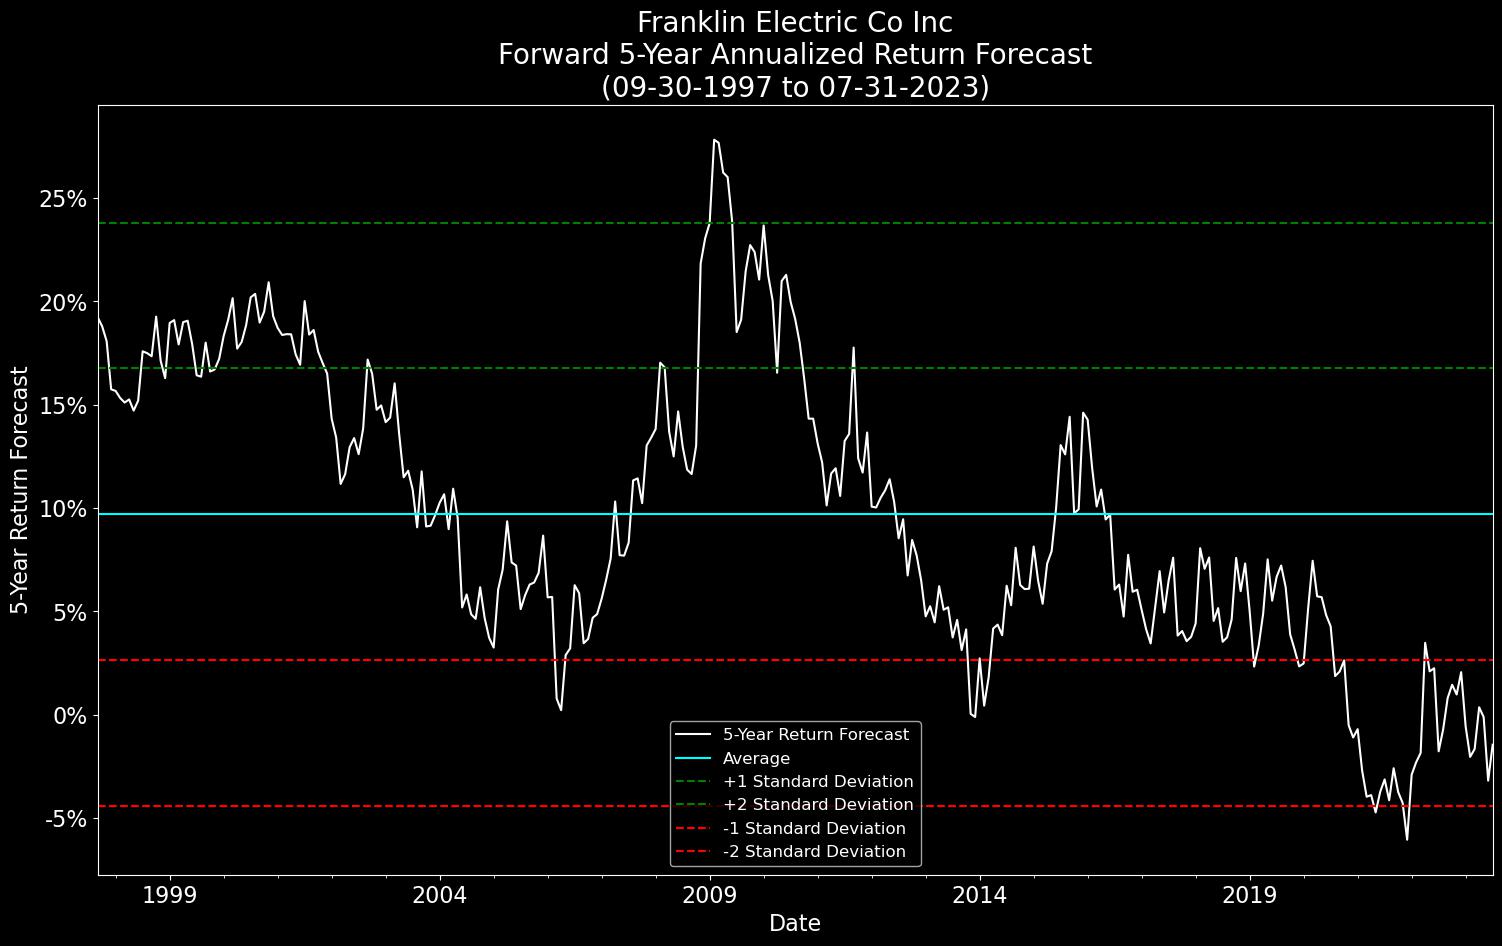 Franklin Electric Co Inc
Forward 5-Year Annualized Return Forecast
(09-30-1997 to 07-31-2023)
5-Year Return Forecast
25%
20%
15%
10%
5%
0%
-5%
5-Year Return Forecast
Average
+1 Standard Deviation
+2 Standard Deviation
-1 Standard Deviation
-2 Standard Deviation
1999 2004 2009 2014 2019
Date